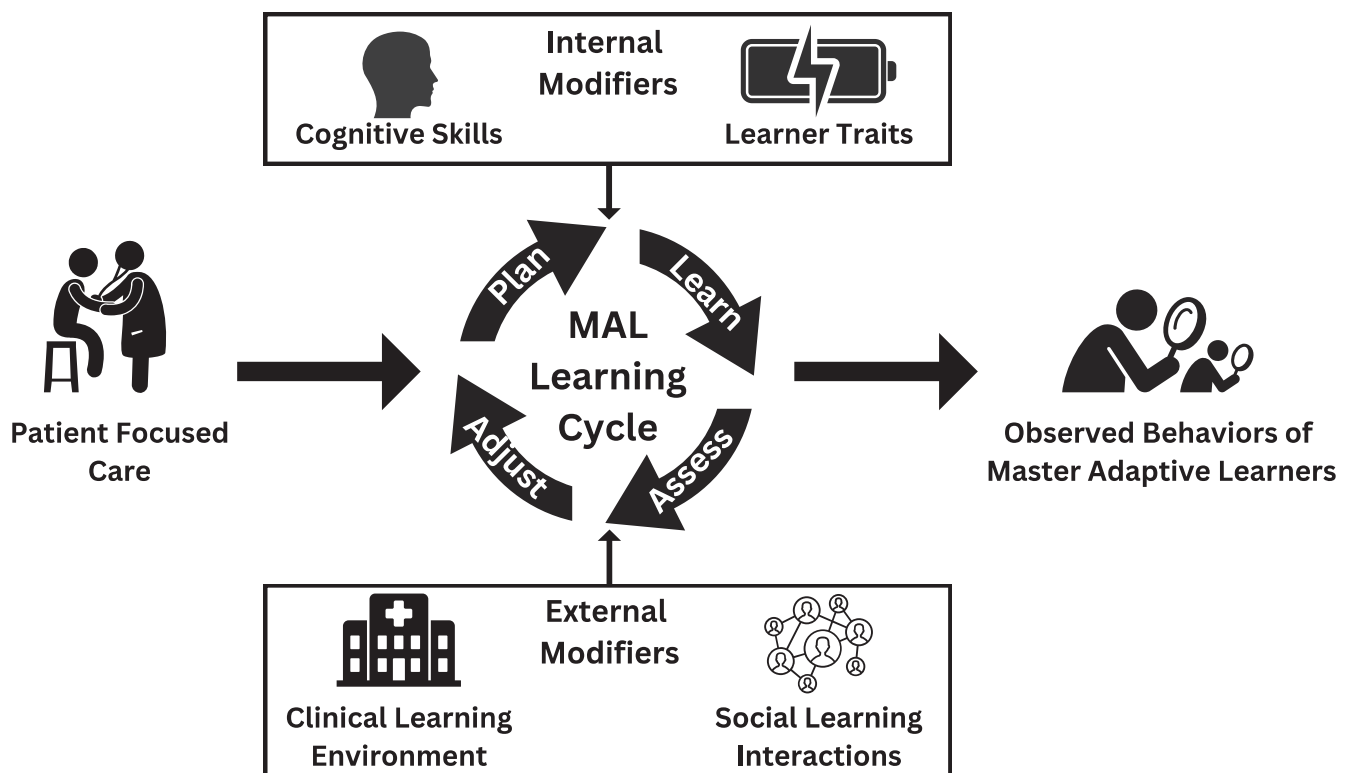 Internal
Modifiers
Cognitive Skills
Learner Traits
Plan
Learn
MAL
Learning
Cycle
Adjust
Assess
Patient Focused
Care
Observed Behaviors of
Master Adaptive Learners
External
Modifiers
Clinical Learning
Environment
Social Learning
Interactions